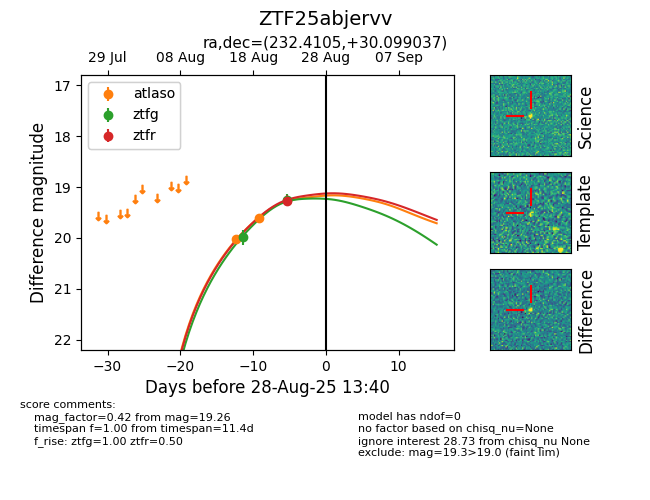 ZTF25abjervv
ra,dec=(232.4105,+30.099037)
29 Jul 08 Aug 18 Aug 28 Aug 07 Sep
atlaso
ztfg
ztfr
17
18
19
20
21
22
Difference magnitude
−30 −20 −10 0 10
Days before 28-Aug-25 13:40
Science
Template
Difference
score comments:
mag_factor=0.42 from mag=19.26
timespan f=1.00 from timespan=11.4d
f_rise: ztfg=1.00 ztfr=0.50
model has ndof=0
no factor based on chisq_nu=None
ignore interest 28.73 from chisq_nu None
exclude: mag=19.3>19.0 (faint lim)